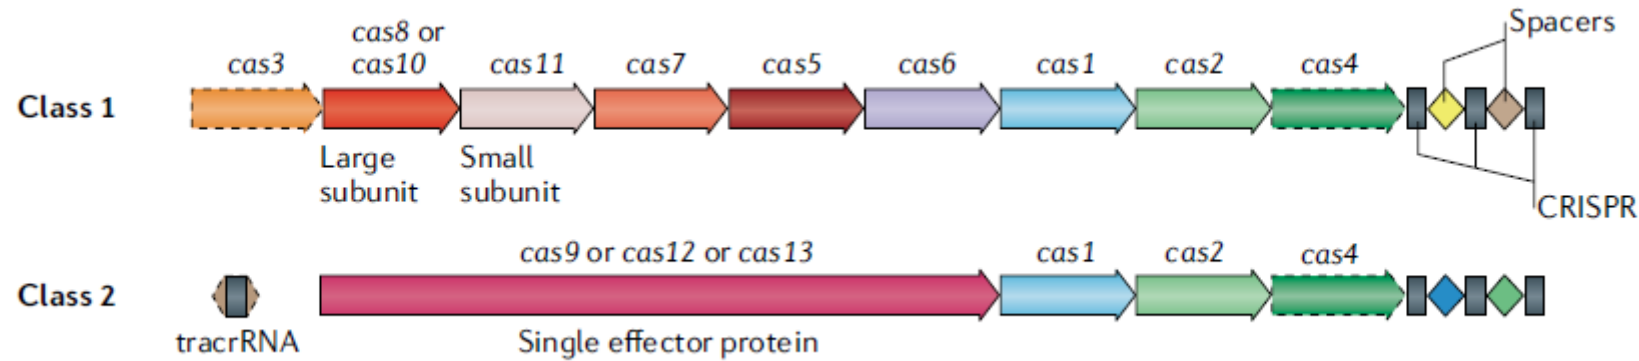 Spacers
cas8 or
cas3 cas10 cas11 cas7 cas5 cas6 cas1 cas2 cas4
Class 1
Large Small
subunit subunit
CRISPR
cas9 or cas12 or cas13 cas1 cas2 cas4
Class 2
tracrRNA Single effector protein